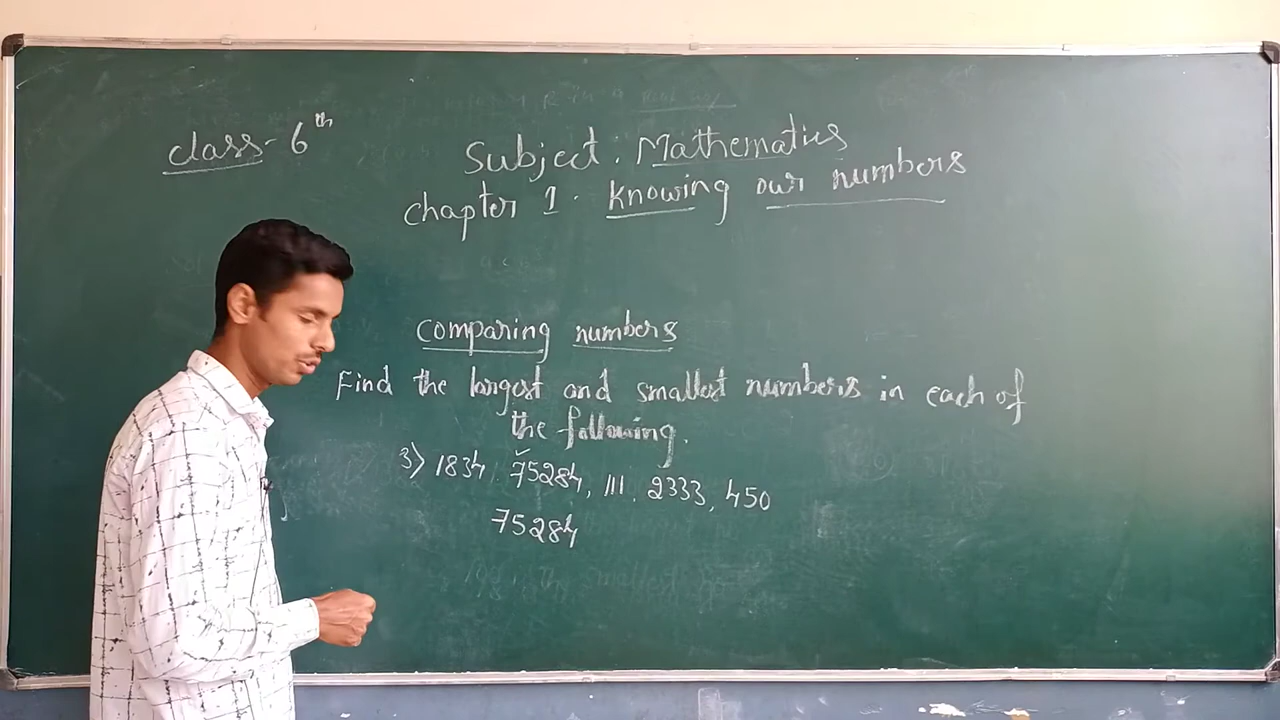 class - 6th
Subject : Mathematics
Chapter 1. Knowing our numbers
Comparing numbers
Find the largest and smallest numbers in each of
the following.
3) 1834, 75284, 111, 2333, 450
75284